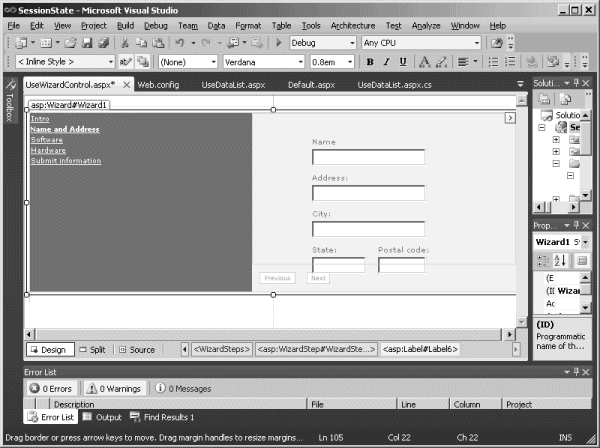 SessionState - Microsoft Visual Studio
File Edit View Project Build Debug Team Data Format Table Tools Architecture Test Analyze Window Help
Debug Any CPU
< Inline Style > (None) Verdana 0.8em B I U A
UseWizardControl.aspx* Web.config UseDataList.aspx Default.aspx UseDataList.aspx.cs
Toolbox
asp:Wizard#Wizard1
Intro
Name and Address
Software
Hardware
Submit information
Name
Address:
City:
State: Postal code:
Previous Next
Design Split Source <WizardSteps> <asp:WizardStep#WizardSte...> <asp:Label#Label6>
Soluti...
Solutio
Se
Prop...
Wizard1
(E
(II Wizar
Ac
(ID)
Programmatic
name of th...
Error List
0 Errors 0 Warnings 0 Messages
Description File Line Column Project
Error List Output Find Results 1
Drag border or press arrow keys to move. Drag margin handles to resize margins... Ln 105 Col 22 Ch 22 INS